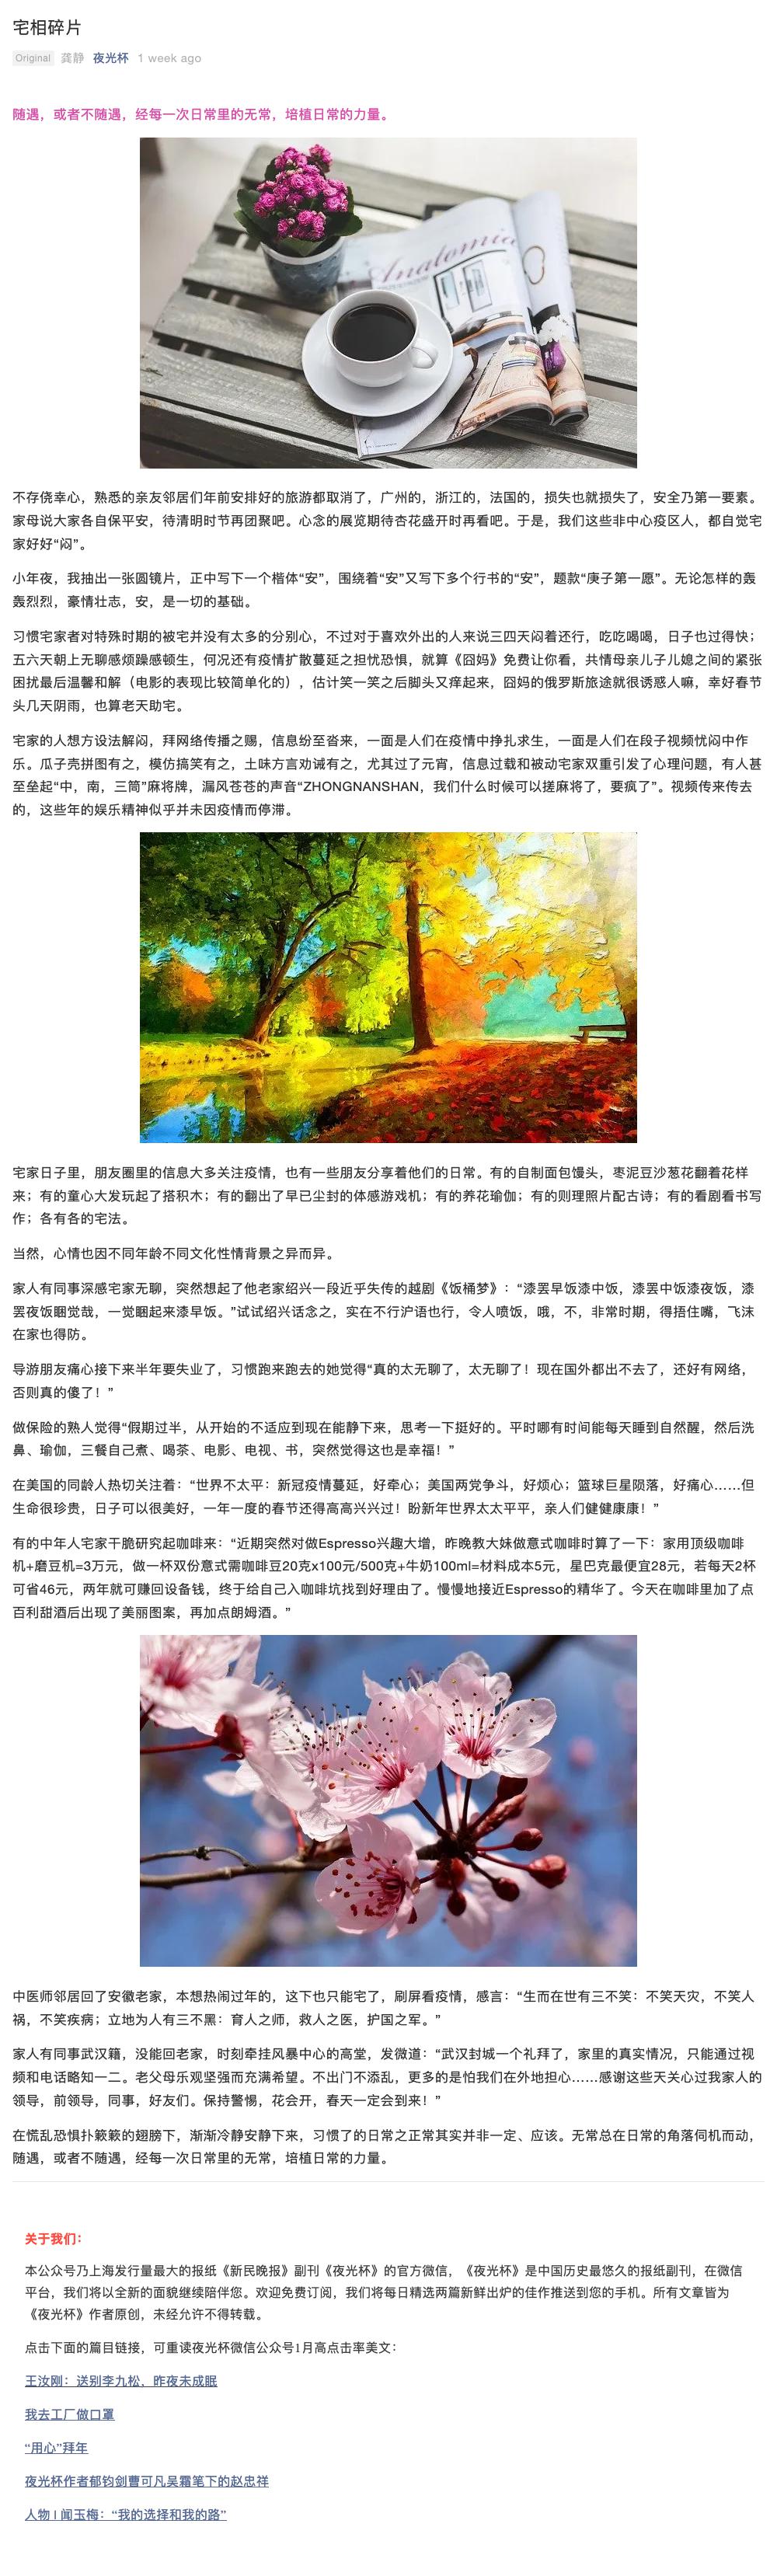 宅相碎片
Original 龚静 夜光杯 1 week ago
随遇，或者不随遇，经每一次日常里的无常，培植日常的力量。
Anatomia
不存侥幸心，熟悉的亲友邻居们年前安排好的旅游都取消了，广州的，浙江的，法国的，损失也就损失了，安全乃第一要素。
家母说大家各自保平安，待清明时节再团聚吧。心念的展览期待杏花盛开时再看吧。于是，我们这些非中心疫区人，都自觉宅
家好好“闷”。
小年夜，我抽出一张圆镜片，正中写下一个楷体“安”，围绕着“安”又写下多个行书的“安”，题款“庚子第一愿”。无论怎样的轰
轰烈烈，豪情壮志，安，是一切的基础。
习惯宅家者对特殊时期的被宅并没有太多的分别心，不过对于喜欢外出的人来说三四天闷着还行，吃吃喝喝，日子也过得快；
五六天朝上无聊感烦躁感顿生，何况还有疫情扩散蔓延之担忧恐惧，就算《囧妈》免费让你看，共情母亲儿子儿媳之间的紧张
困扰最后温馨和解（电影的表现比较简单化的），估计笑一笑之后脚头又痒起来，囧妈的俄罗斯旅途就很诱惑人嘛，幸好春节
头几天阴雨，也算老天助宅。
宅家的人想方设法解闷，拜网络传播之赐，信息纷至沓来，一面是人们在疫情中挣扎求生，一面是人们在段子视频忧闷中作
乐。瓜子壳拼图有之，模仿搞笑有之，土味方言劝诫有之，尤其过了元宵，信息过载和被动宅家双重引发了心理问题，有人甚
至垒起“中，南，三筒”麻将牌，漏风苍苍的声音“ZHONGNANSHAN，我们什么时候可以搓麻将了，要疯了”。视频传来传去
的，这些年的娱乐精神似乎并未因疫情而停滞。
宅家日子里，朋友圈里的信息大多关注疫情，也有一些朋友分享着他们的日常。有的自制面包馒头，枣泥豆沙葱花翻着花样
来；有的童心大发玩起了搭积木；有的翻出了早已尘封的体感游戏机；有的养花瑜伽；有的则理照片配古诗；有的看剧看书写
作；各有各的宅法。
当然，心情也因不同年龄不同文化性情背景之异而异。
家人有同事深感宅家无聊，突然想起了他老家绍兴一段近乎失传的越剧《饭桶梦》：“漆罢早饭漆中饭，漆罢中饭漆夜饭，漆
罢夜饭睏觉哉，一觉睏起来漆早饭。”试试绍兴话念之，实在不行沪语也行，令人喷饭，哦，不，非常时期，得捂住嘴，飞沫
在家也得防。
导游朋友痛心接下来半年要失业了，习惯跑来跑去的她觉得“真的太无聊了，太无聊了！现在国外都出不去了，还好有网络，
否则真的傻了！”
做保险的熟人觉得“假期过半，从开始的不适应到现在能静下来，思考一下挺好的。平时哪有时间能每天睡到自然醒，然后洗
鼻、瑜伽，三餐自己煮、喝茶、电影、电视、书，突然觉得这也是幸福！”
在美国的同龄人热切关注着：“世界不太平：新冠疫情蔓延，好牵心；美国两党争斗，好烦心；篮球巨星陨落，好痛心……但
生命很珍贵，日子可以很美好，一年一度的春节还得高高兴兴过！盼新年世界太太平平，亲人们健健康康！”
有的中年人宅家干脆研究起咖啡来：“近期突然对做Espresso兴趣大增，昨晚教大妹做意式咖啡时算了一下：家用顶级咖啡
机+磨豆机=3万元，做一杯双份意式需咖啡豆20克x100元/500克+牛奶100ml=材料成本5元，星巴克最便宜28元，若每天2杯
可省46元，两年就可赚回设备钱，终于给自己入咖啡坑找到好理由了。慢慢地接近Espresso的精华了。今天在咖啡里加了点
百利甜酒后出现了美丽图案，再加点朗姆酒。”
中医师邻居回了安徽老家，本想热闹过年的，这下也只能宅了，刷屏看疫情，感言：“生而在世有三不笑：不笑天灾，不笑人
祸，不笑疾病；立地为人有三不黑：育人之师，救人之医，护国之军。”
家人有同事武汉籍，没能回老家，时刻牵挂风暴中心的高堂，发微道：“武汉封城一个礼拜了，家里的真实情况，只能通过视
频和电话略知一二。老父母乐观坚强而充满希望。不出门不添乱，更多的是怕我们在外地担心……感谢这些天关心过我家人的
领导，前领导，同事，好友们。保持警惕，花会开，春天一定会到来！”
在慌乱恐惧扑簌簌的翅膀下，渐渐冷静安静下来，习惯了的日常之正常其实并非一定、应该。无常总在日常的角落伺机而动，
随遇，或者不随遇，经每一次日常里的无常，培植日常的力量。
关于我们：
本公众号乃上海发行量最大的报纸《新民晚报》副刊《夜光杯》的官方微信，《夜光杯》是中国历史最悠久的报纸副刊，在微信
平台，我们将以全新的面貌继续陪伴您。欢迎免费订阅，我们将每日精选两篇新鲜出炉的佳作推送到您的手机。所有文章皆为
《夜光杯》作者原创，未经允许不得转载。
点击下面的篇目链接，可重读夜光杯微信公众号1月高点击率美文：
王汝刚：送别李九松，昨夜未成眠
我去工厂做口罩
“用心”拜年
夜光杯作者郁钧剑曹可凡吴霜笔下的赵忠祥
人物 | 闻玉梅：“我的选择和我的路”